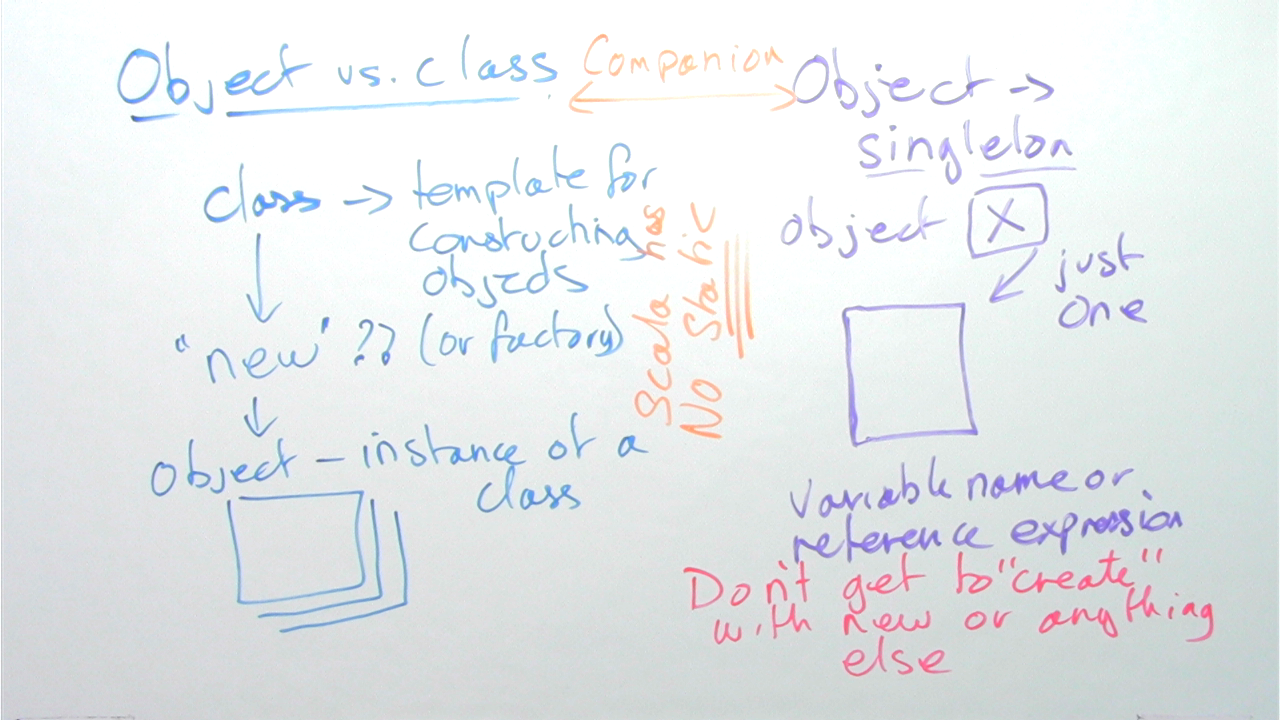 Object vs. class
Companion
class -> template for
constructing
objects
"new" ?? (or factory)
Object – instance of a
class
Scala has
No Static
Object ->
singleton
object X
just
one
Variable name or
reference expression
Don't get to "create"
with new or anything
else